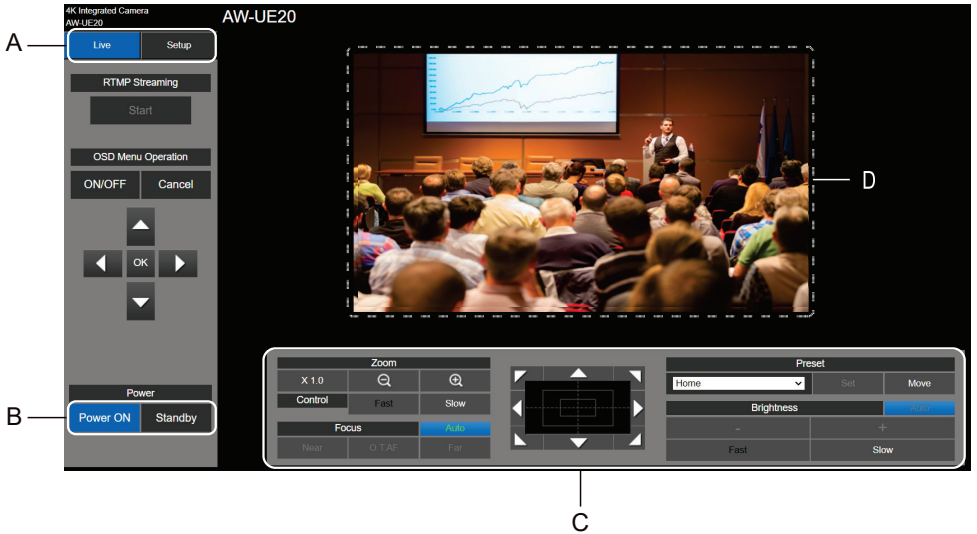 4K Integrated Camera
AW-UE20
AW-UE20
A
Live Setup
RTMP Streaming
Start
OSD Menu Operation
ON/OFF Cancel
OK
D
Power
B
Power ON Standby
Zoom
X 1.0
Control Fast Slow
Focus Auto
Near O.T.AF Far
Preset
Home Set Move
Brightness Auto
- +
Fast Slow
C